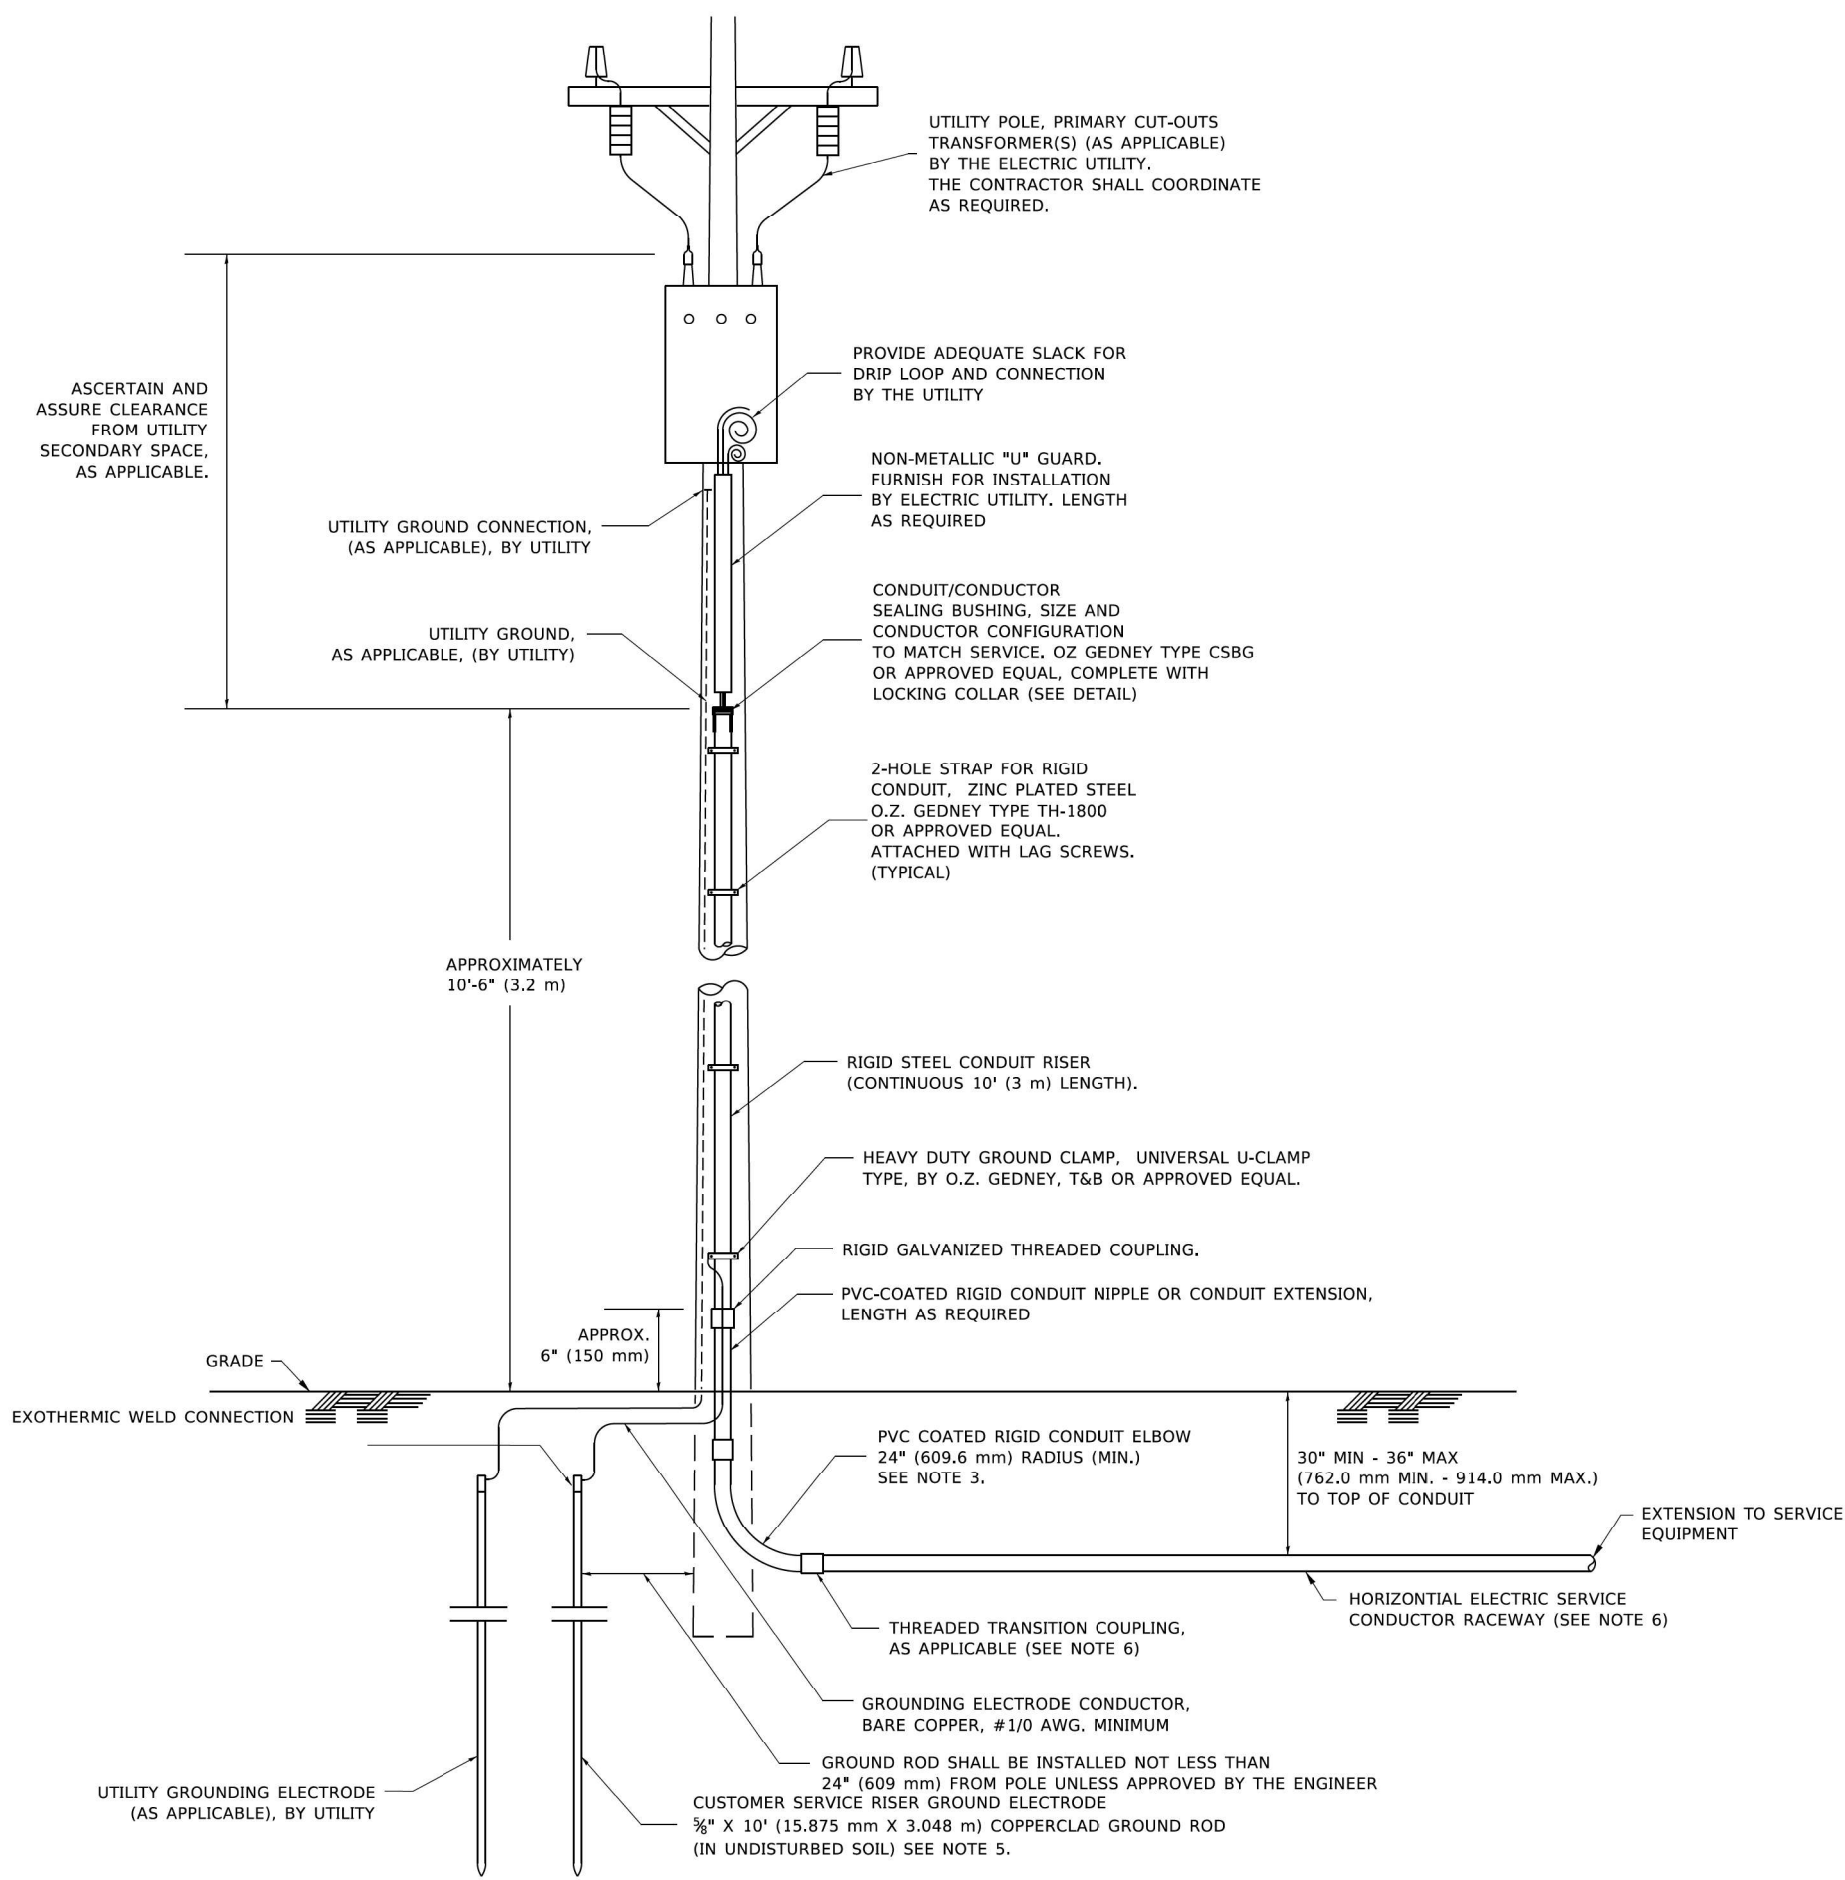 UTILITY POLE, PRIMARY CUT-OUTS
TRANSFORMER(S) (AS APPLICABLE)
BY THE ELECTRIC UTILITY.
THE CONTRACTOR SHALL COORDINATE
AS REQUIRED.
PROVIDE ADEQUATE SLACK FOR
DRIP LOOP AND CONNECTION
BY THE UTILITY
ASCERTAIN AND
ASSURE CLEARANCE
FROM UTILITY
SECONDARY SPACE,
AS APPLICABLE.
NON-METALLIC "U" GUARD.
FURNISH FOR INSTALLATION
BY ELECTRIC UTILITY. LENGTH
AS REQUIRED
UTILITY GROUND CONNECTION,
(AS APPLICABLE), BY UTILITY
CONDUIT/CONDUCTOR
SEALING BUSHING, SIZE AND
CONDUCTOR CONFIGURATION
TO MATCH SERVICE. OZ GEDNEY TYPE CSBG
OR APPROVED EQUAL, COMPLETE WITH
LOCKING COLLAR (SEE DETAIL)
UTILITY GROUND,
AS APPLICABLE, (BY UTILITY)
2-HOLE STRAP FOR RIGID
CONDUIT, ZINC PLATED STEEL
O.Z. GEDNEY TYPE TH-1800
OR APPROVED EQUAL.
ATTACHED WITH LAG SCREWS.
(TYPICAL)
APPROXIMATELY
10'-6" (3.2 m)
RIGID STEEL CONDUIT RISER
(CONTINUOUS 10' (3 m) LENGTH).
HEAVY DUTY GROUND CLAMP, UNIVERSAL U-CLAMP
TYPE, BY O.Z. GEDNEY, T&B OR APPROVED EQUAL.
RIGID GALVANIZED THREADED COUPLING.
PVC-COATED RIGID CONDUIT NIPPLE OR CONDUIT EXTENSION,
LENGTH AS REQUIRED
APPROX.
6" (150 mm)
GRADE
EXOTHERMIC WELD CONNECTION
PVC COATED RIGID CONDUIT ELBOW
24" (609.6 mm) RADIUS (MIN.)
SEE NOTE 3.
30" MIN - 36" MAX
(762.0 mm MIN. - 914.0 mm MAX.)
TO TOP OF CONDUIT
EXTENSION TO SERVICE
EQUIPMENT
HORIZONTIAL ELECTRIC SERVICE
CONDUCTOR RACEWAY (SEE NOTE 6)
THREADED TRANSITION COUPLING,
AS APPLICABLE (SEE NOTE 6)
GROUNDING ELECTRODE CONDUCTOR,
BARE COPPER, #1/0 AWG. MINIMUM
GROUND ROD SHALL BE INSTALLED NOT LESS THAN
24" (609 mm) FROM POLE UNLESS APPROVED BY THE ENGINEER
UTILITY GROUNDING ELECTRODE
(AS APPLICABLE), BY UTILITY
CUSTOMER SERVICE RISER GROUND ELECTRODE
⅝" X 10' (15.875 mm X 3.048 m) COPPERCLAD GROUND ROD
(IN UNDISTURBED SOIL) SEE NOTE 5.